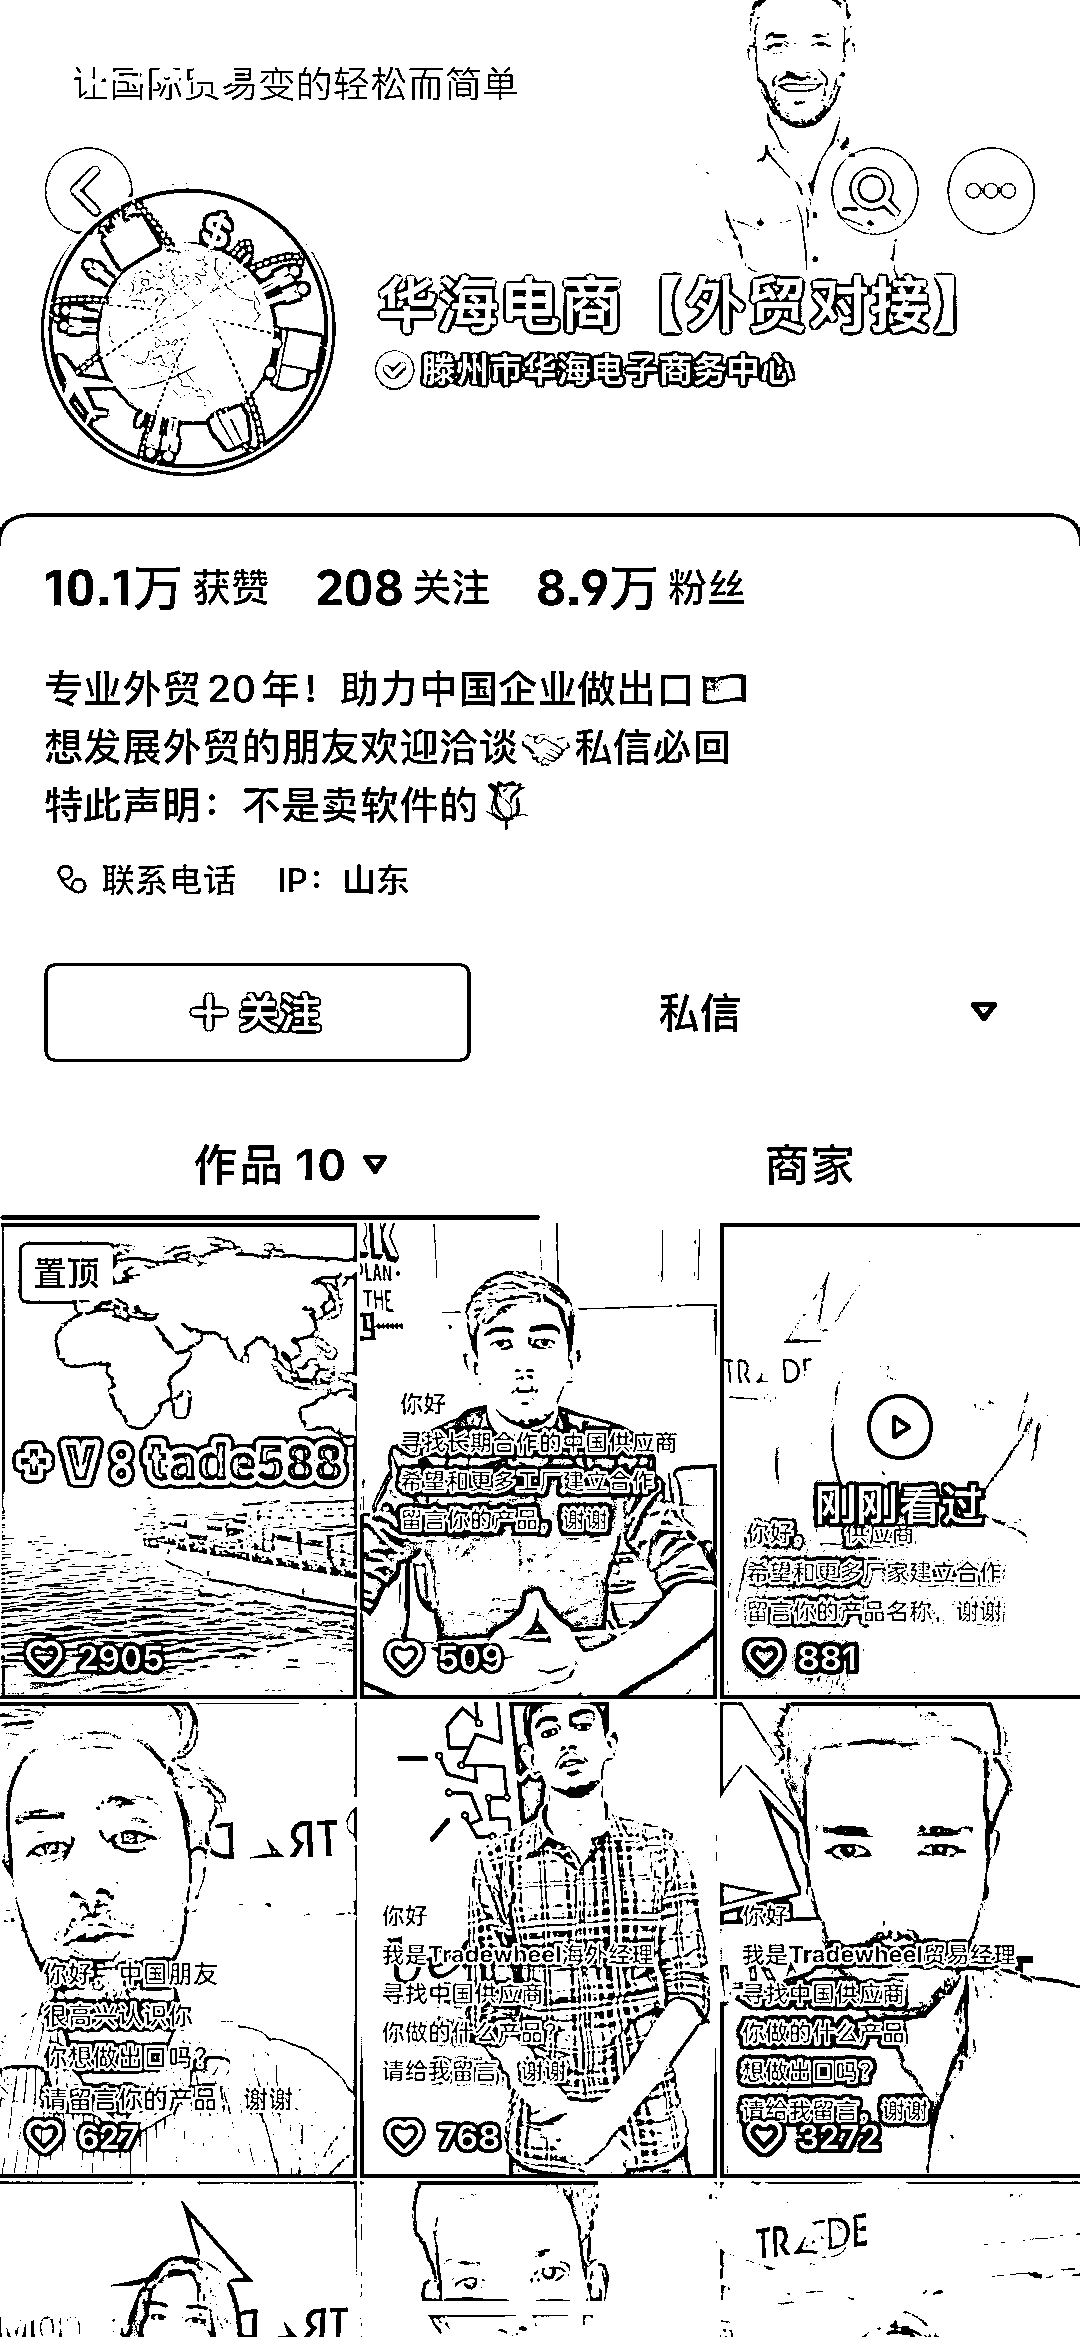 让国际贸易变的轻松而简单
华海电商【外贸对接】
滕州市华海电子商务中心
10.1万 获赞 208 关注 8.9万 粉丝
专业外贸20年！助力中国企业做出口
想发展外贸的朋友欢迎洽谈🤝私信必回
特此声明：不是卖软件的🌹
联系电话 IP：山东
+关注
私信
作品 10
商家
置顶
+V8tade588
2905
PLAN·
THE
你好
寻找长期合作的中国供应商
希望和更多工厂建立合作
留言你的产品，谢谢
509
刚刚看过
你好，供应商
希望和更多厂家建立合作
留言你的产品名称，谢谢
881
你好，中国朋友
很高兴认识你
你想做出口吗？
请留言你的产品，谢谢
627
你好
我是Tradewheel海外经理
寻找中国供应商
你做的什么产品？
请给我留言，谢谢
768
你好
我是Tradewheel贸易经理
寻找中国供应商
你做的什么产品
想做出口吗？
请给我留言，谢谢
3272
TRADE